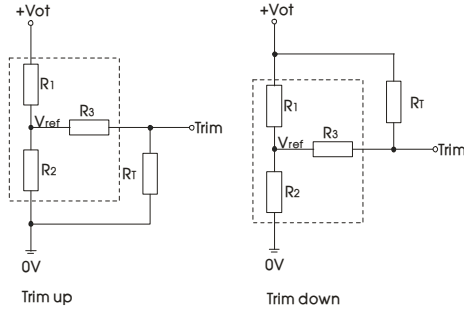 +Vot
R1
Vref
R3
Trim
R2
RT
0V
Trim up
+Vot
R1
RT
Vref
R3
Trim
R2
0V
Trim down